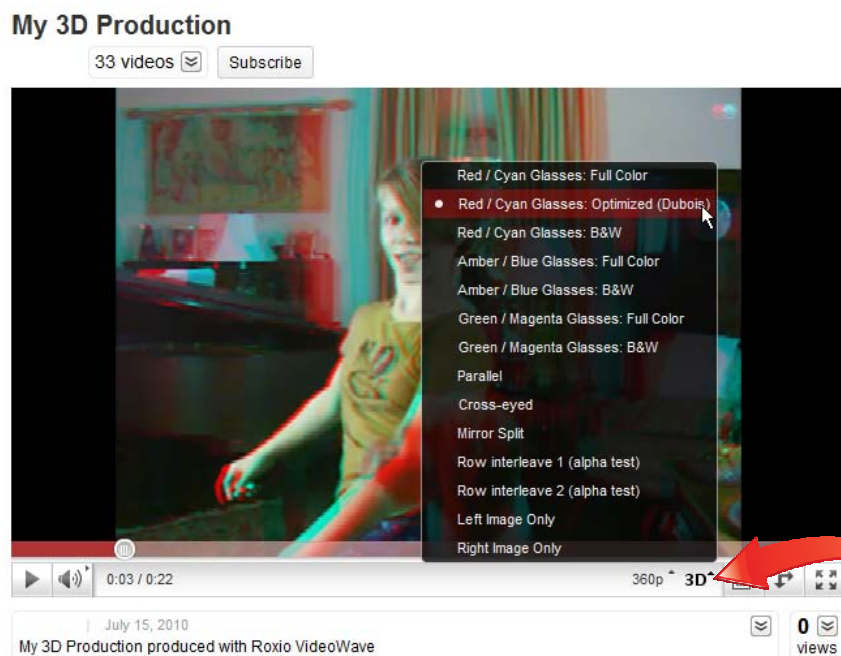 My 3D Production
33 videos Subscribe
Red / Cyan Glasses: Full Color
Red / Cyan Glasses: Optimized (Dubois)
Red / Cyan Glasses: B&W
Amber / Blue Glasses: Full Color
Amber / Blue Glasses: B&W
Green / Magenta Glasses: Full Color
Green / Magenta Glasses: B&W
Parallel
Cross-eyed
Mirror Split
Row interleave 1 (alpha test)
Row interleave 2 (alpha test)
Left Image Only
Right Image Only
0:03 / 0:22 360p 3D
July 15, 2010
My 3D Production produced with Roxio VideoWave
0
views